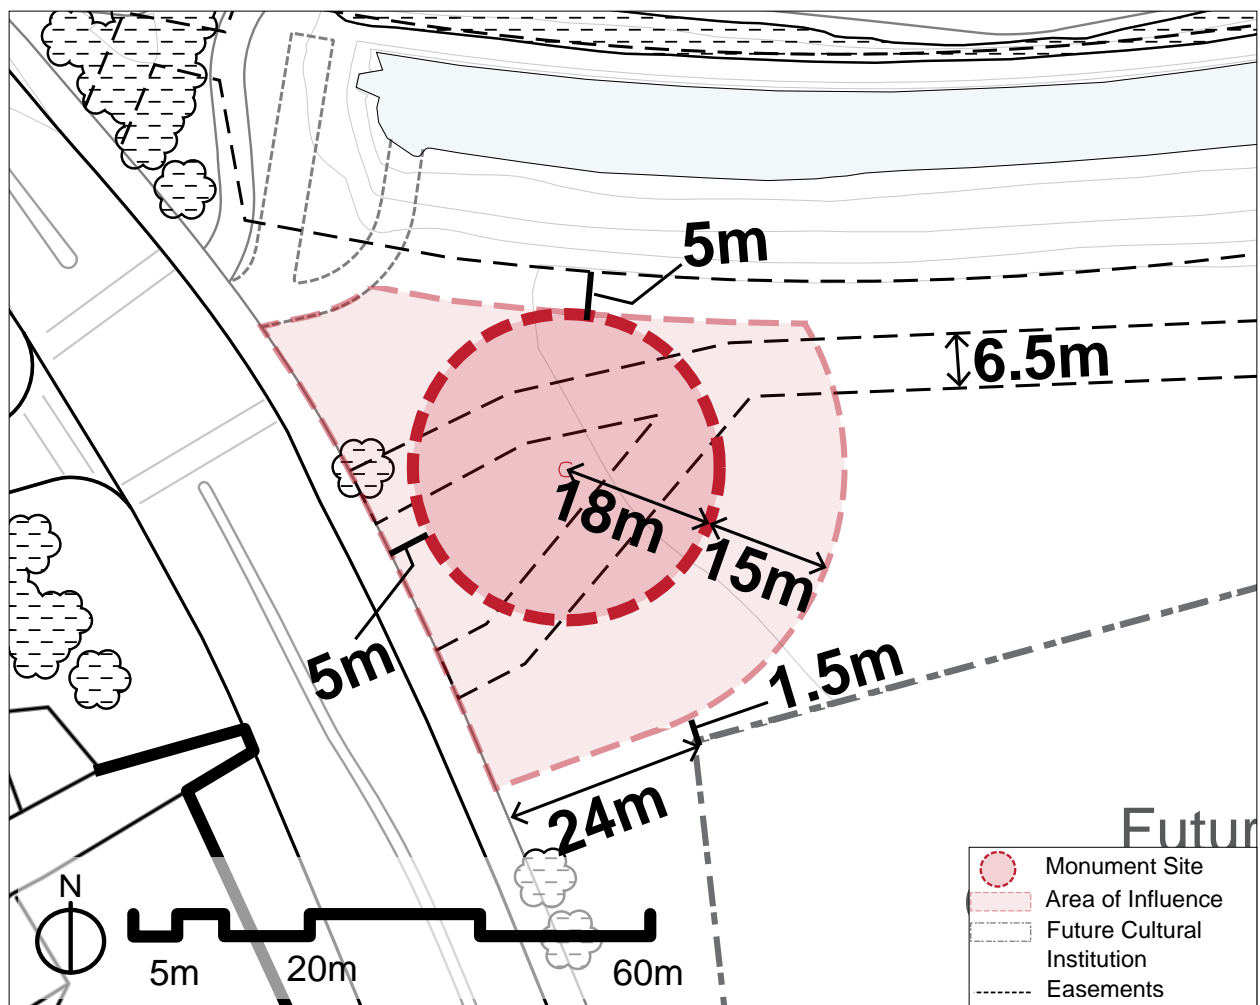 5m
6.5m
18m
15m
5m
1.5m
24m
Futur
N
5m
20m
60m
Monument Site
Area of Influence
Future Cultural
Institution
Easements